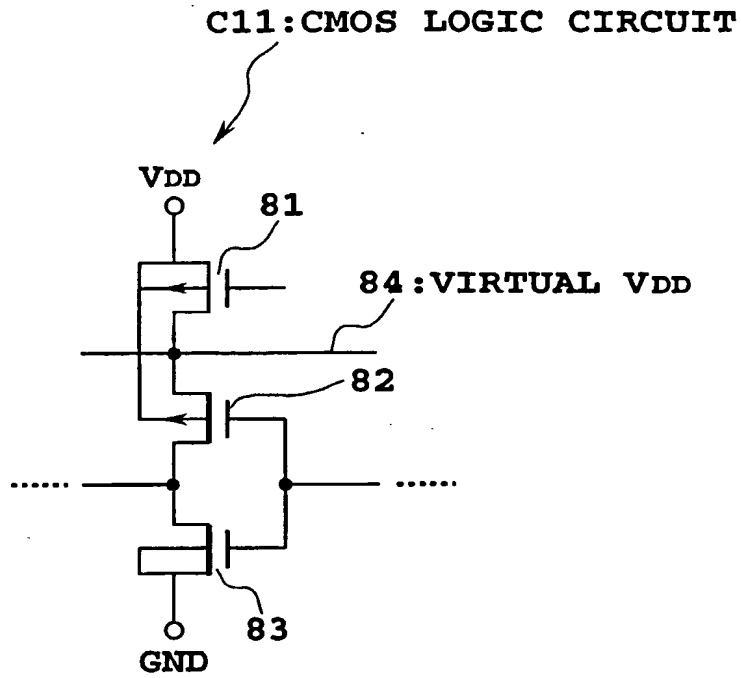 C11:CMOS LOGIC CIRCUIT
VDD
81
84:VIRTUAL VDD
82
83
GND